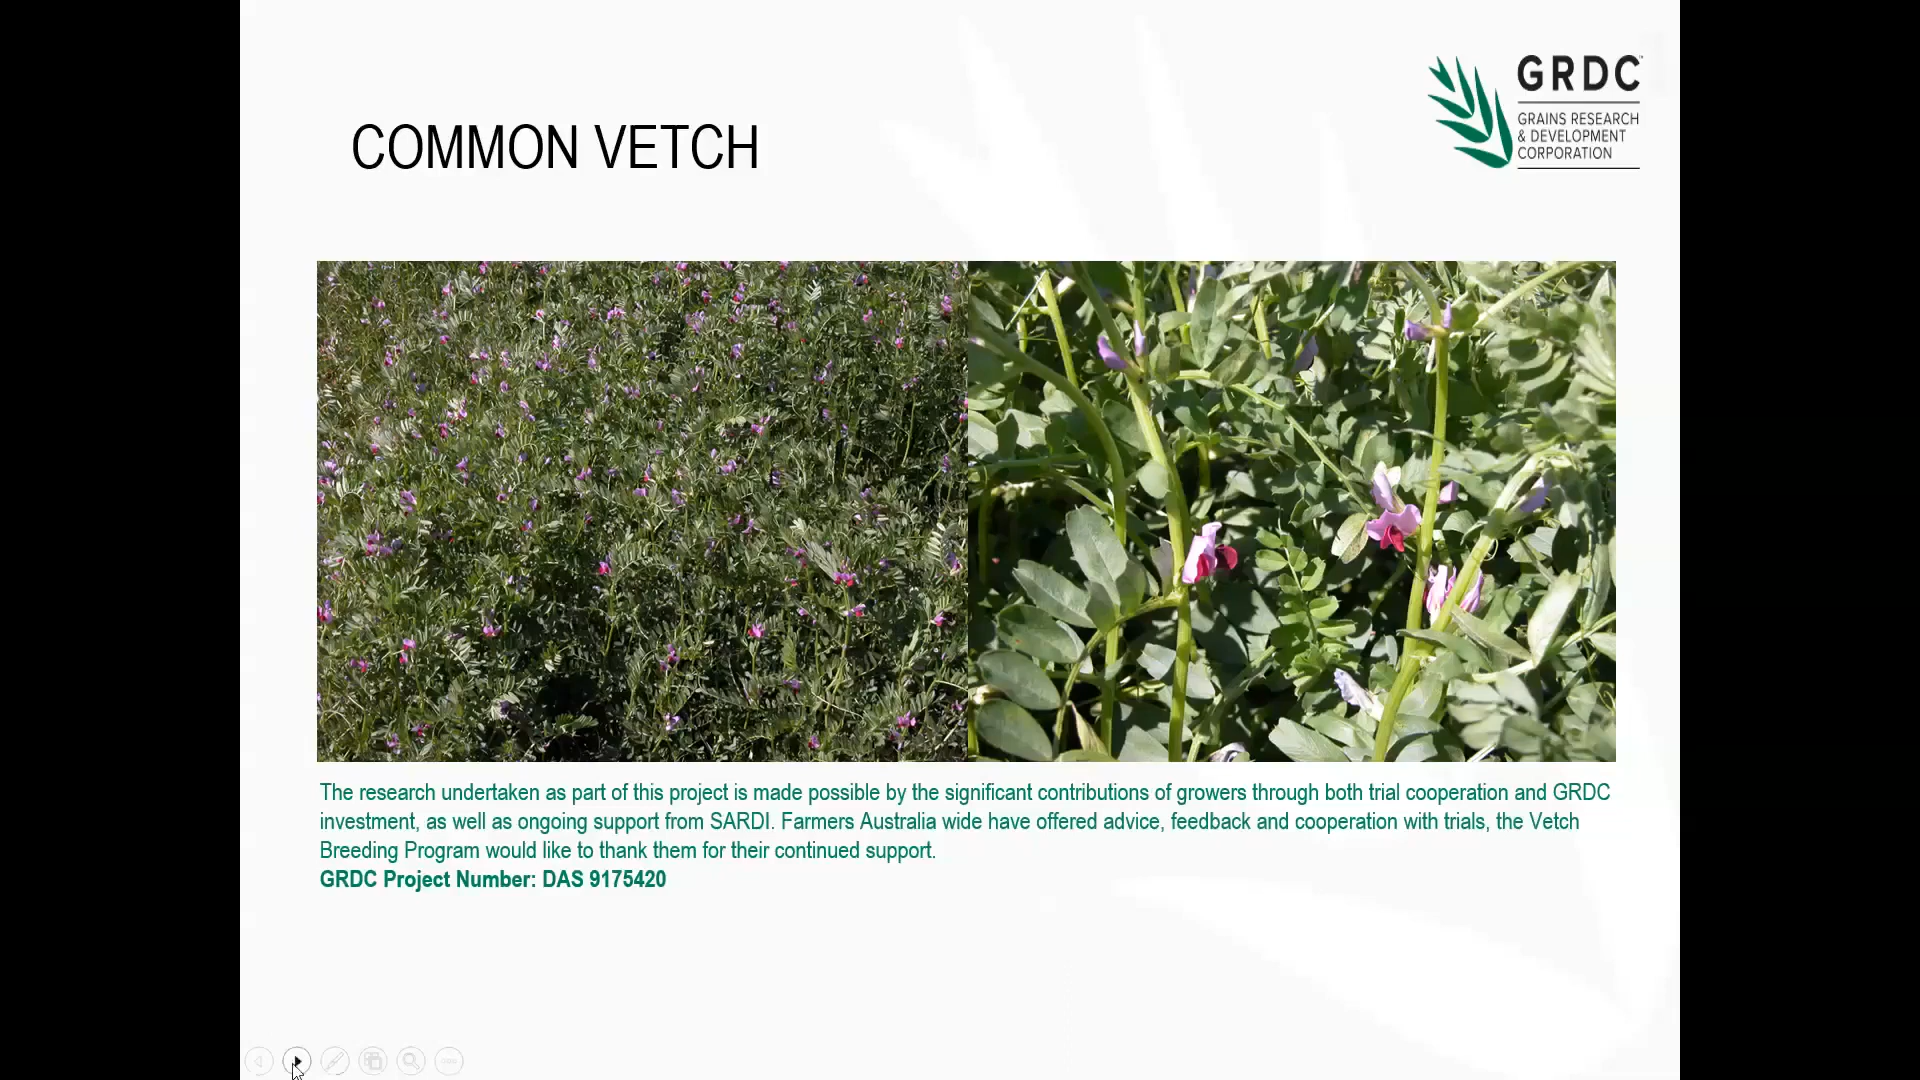 GRDC™
GRAINS RESEARCH
& DEVELOPMENT
CORPORATION
COMMON VETCH
The research undertaken as part of this project is made possible by the significant contributions of growers through both trial cooperation and GRDC
investment, as well as ongoing support from SARDI. Farmers Australia wide have offered advice, feedback and cooperation with trials, the Vetch
Breeding Program would like to thank them for their continued support.
GRDC Project Number: DAS 9175420